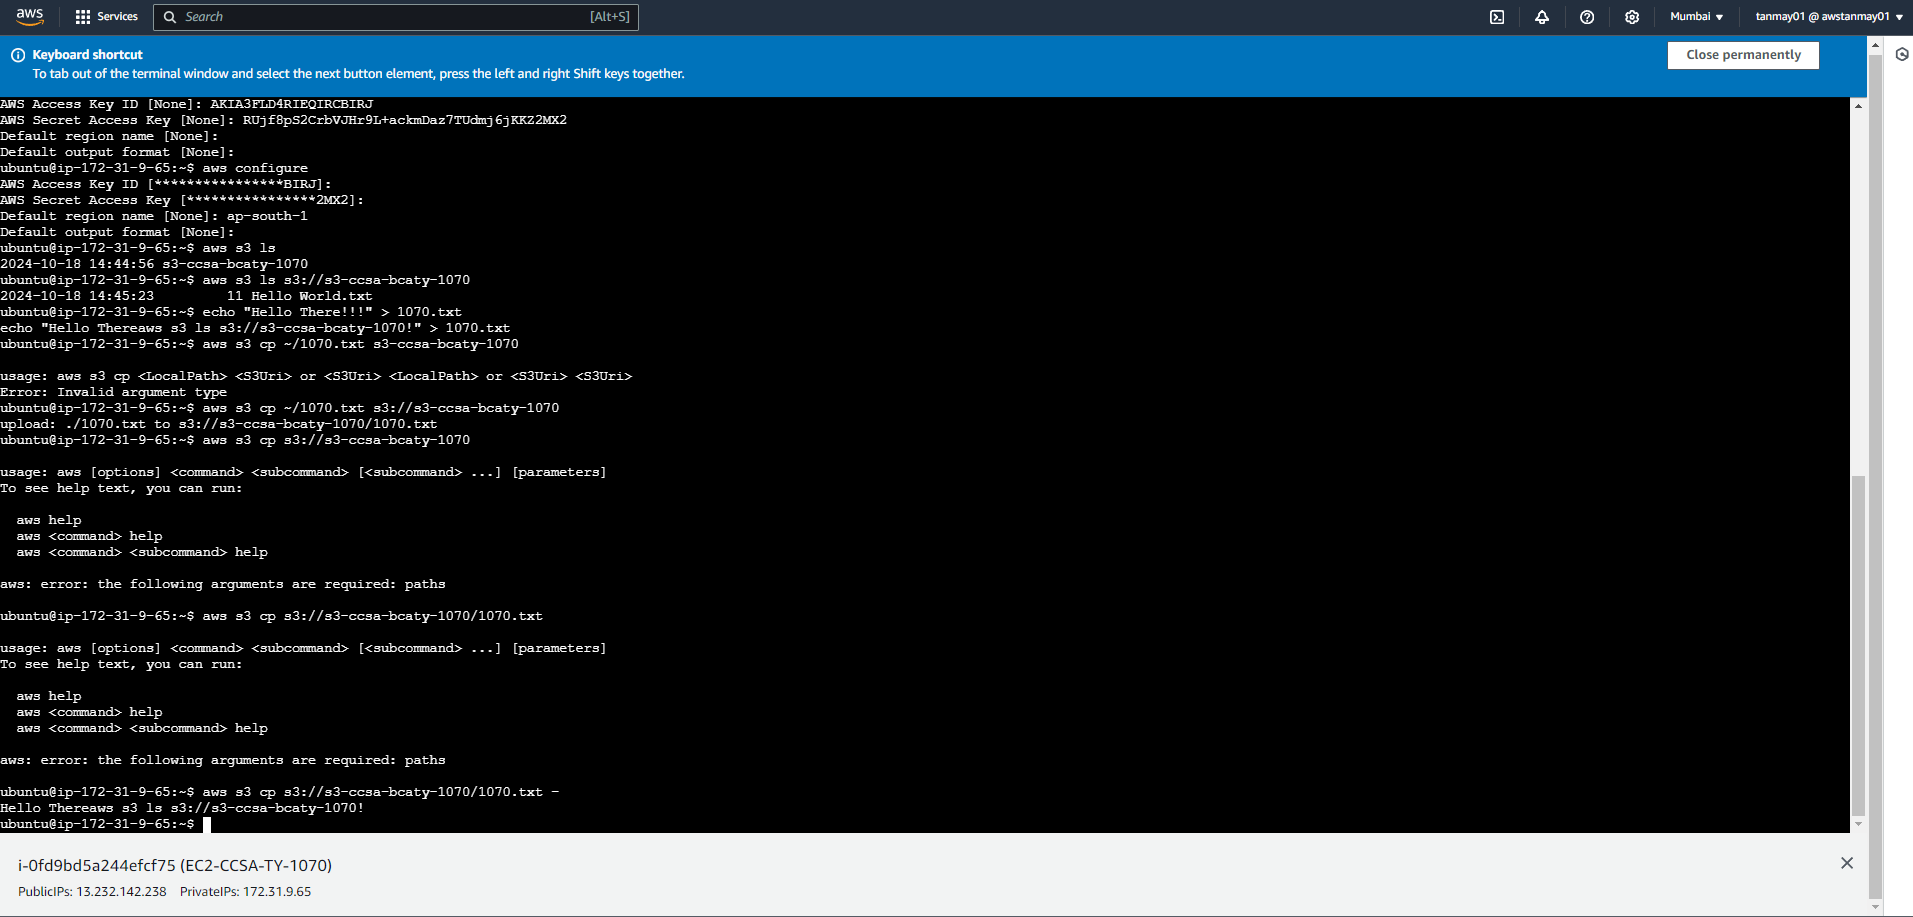 aws
Services
Search
[Alt+S]
Mumbai
tanmay01 @ awstanmay01
Keyboard shortcut
To tab out of the terminal window and select the next button element, press the left and right Shift keys together.
Close permanently
AWS Access Key ID [None]: AKIA3FLD4RIEQIRCBIRJ
AWS Secret Access Key [None]: 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
Default region name [None]:
Default output format [None]:
ubuntu@ip-172-31-9-65:~$ aws configure
AWS Access Key ID [****************BIRJ]:
AWS Secret Access Key [****************2MX2]:
Default region name [None]: ap-south-1
Default output format [None]:
ubuntu@ip-172-31-9-65:~$ aws s3 ls
2024-10-18 14:44:56 s3-ccsa-bcaty-1070
ubuntu@ip-172-31-9-65:~$ aws s3 ls s3://s3-ccsa-bcaty-1070
2024-10-18 14:45:23         11 Hello World.txt
ubuntu@ip-172-31-9-65:~$ echo "Hello There!!!" > 1070.txt
echo "Hello Thereaws s3 ls s3://s3-ccsa-bcaty-1070!" > 1070.txt
ubuntu@ip-172-31-9-65:~$ aws s3 cp ~/1070.txt s3-ccsa-bcaty-1070
usage: aws s3 cp <LocalPath> <S3Uri> or <S3Uri> <LocalPath> or <S3Uri> <S3Uri>
Error: Invalid argument type
ubuntu@ip-172-31-9-65:~$ aws s3 cp ~/1070.txt s3://s3-ccsa-bcaty-1070
upload: ./1070.txt to s3://s3-ccsa-bcaty-1070/1070.txt
ubuntu@ip-172-31-9-65:~$ aws s3 cp s3://s3-ccsa-bcaty-1070
usage: aws [options] <command> <subcommand> [<subcommand> ...] [parameters]
To see help text, you can run:
aws help
aws <command> help
aws <command> <subcommand> help
aws: error: the following arguments are required: paths
ubuntu@ip-172-31-9-65:~$ aws s3 cp s3://s3-ccsa-bcaty-1070/1070.txt
usage: aws [options] <command> <subcommand> [<subcommand> ...] [parameters]
To see help text, you can run:
aws help
aws <command> help
aws <command> <subcommand> help
aws: error: the following arguments are required: paths
ubuntu@ip-172-31-9-65:~$ aws s3 cp s3://s3-ccsa-bcaty-1070/1070.txt -
Hello Thereaws s3 ls s3://s3-ccsa-bcaty-1070!
ubuntu@ip-172-31-9-65:~$
i-0fd9bd5a244efcf75 (EC2-CCSA-TY-1070)
PublicIPs: 13.232.142.238 PrivateIPs: 172.31.9.65